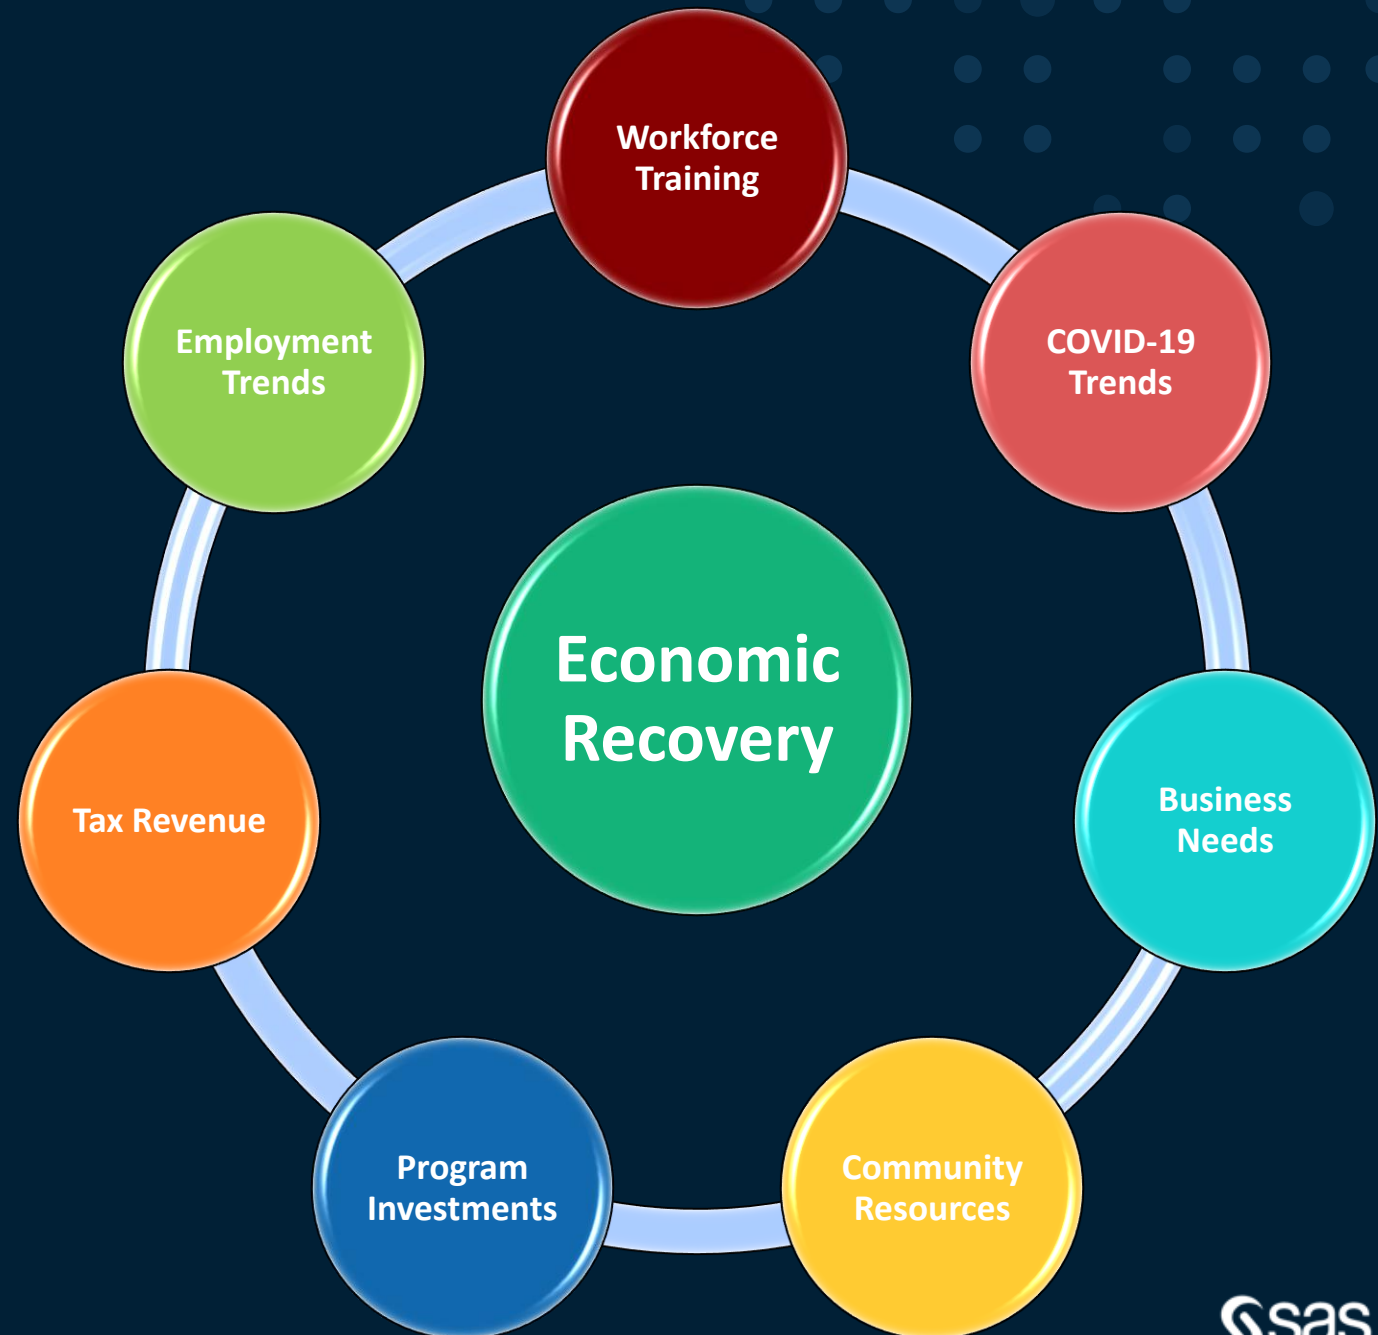 Workforce
Training
COVID-19
Trends
Business
Needs
Community
Resources
Program
Investments
Tax Revenue
Employment
Trends
Economic
Recovery
sas